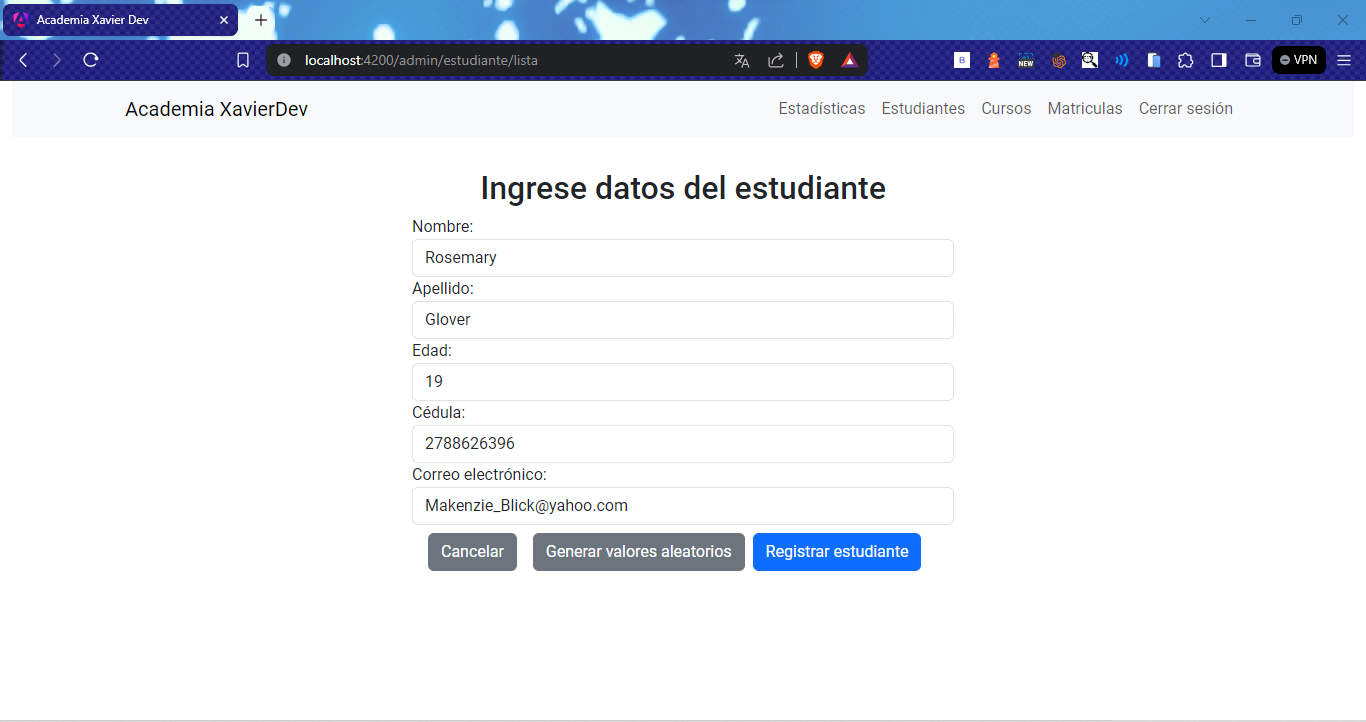 Academia Xavier Dev
localhost:4200/admin/estudiante/lista
B
NEW
VPN
Academia XavierDev
Estadísticas Estudiantes Cursos Matriculas Cerrar sesión
Ingrese datos del estudiante
Nombre:
Rosemary
Apellido:
Glover
Edad:
19
Cédula:
2788626396
Correo electrónico:
Makenzie_Blick@yahoo.com
Cancelar Generar valores aleatorios Registrar estudiante